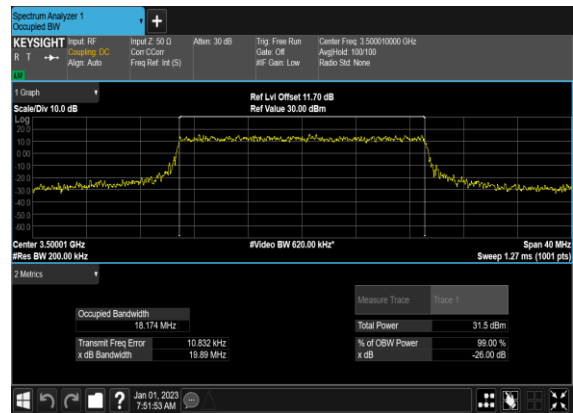 Spectrum Analyzer 1
Occupied BW
KEYSIGHT
R T
LXI
Input: RF
Coupling: DC
Align: Auto
Input Z: 50 Ω
Corr CCorr
Freq Ref: Int (S)
Atten: 30 dB
Trig: Free Run
Gate: Off
#IF Gain: Low
Center Freq: 3.500010000 GHz
Avg|Hold: 100/100
Radio Std: None
1 Graph
Scale/Div 10.0 dB
Ref Lvl Offset 11.70 dB
Ref Value 30.00 dBm
Log
20.0
10.0
0.00
-10.0
-20.0
-30.0
-40.0
-50.0
-60.0
Center 3.50001 GHz
#Res BW 200.00 kHz
#Video BW 620.00 kHz*
Span 40 MHz
Sweep 1.27 ms (1001 pts)
2 Metrics
Measure Trace
Trace 1
Occupied Bandwidth
18.174 MHz
Total Power
31.5 dBm
Transmit Freq Error
10.832 kHz
% of OBW Power
99.00 %
x dB Bandwidth
19.89 MHz
x dB
-26.00 dB
?
Jan 01, 2023
7:51:53 AM